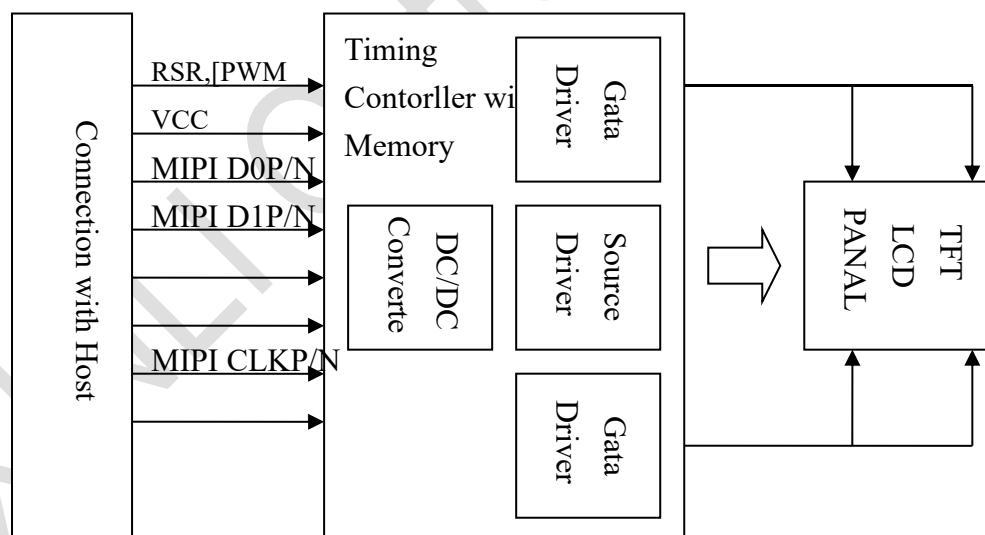 Connection with Host
RSR,[PWM
VCC
MIPI D0P/N
MIPI D1P/N
MIPI CLKP/N
Timing
Contorller wi
Memory
DC/DC
Converte
Gata
Driver
Source
Driver
Gata
Driver
TFT
LCD
PANAL